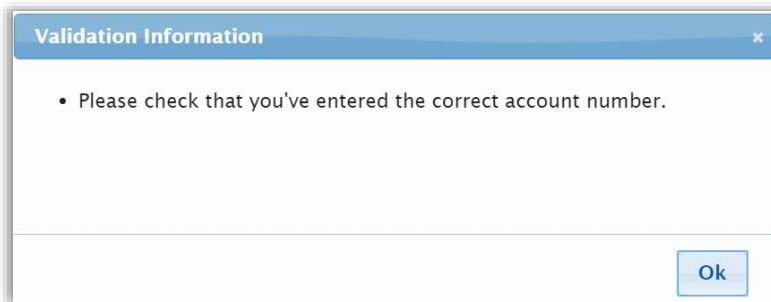 Validation Information
• Please check that you've entered the correct account number.
Ok